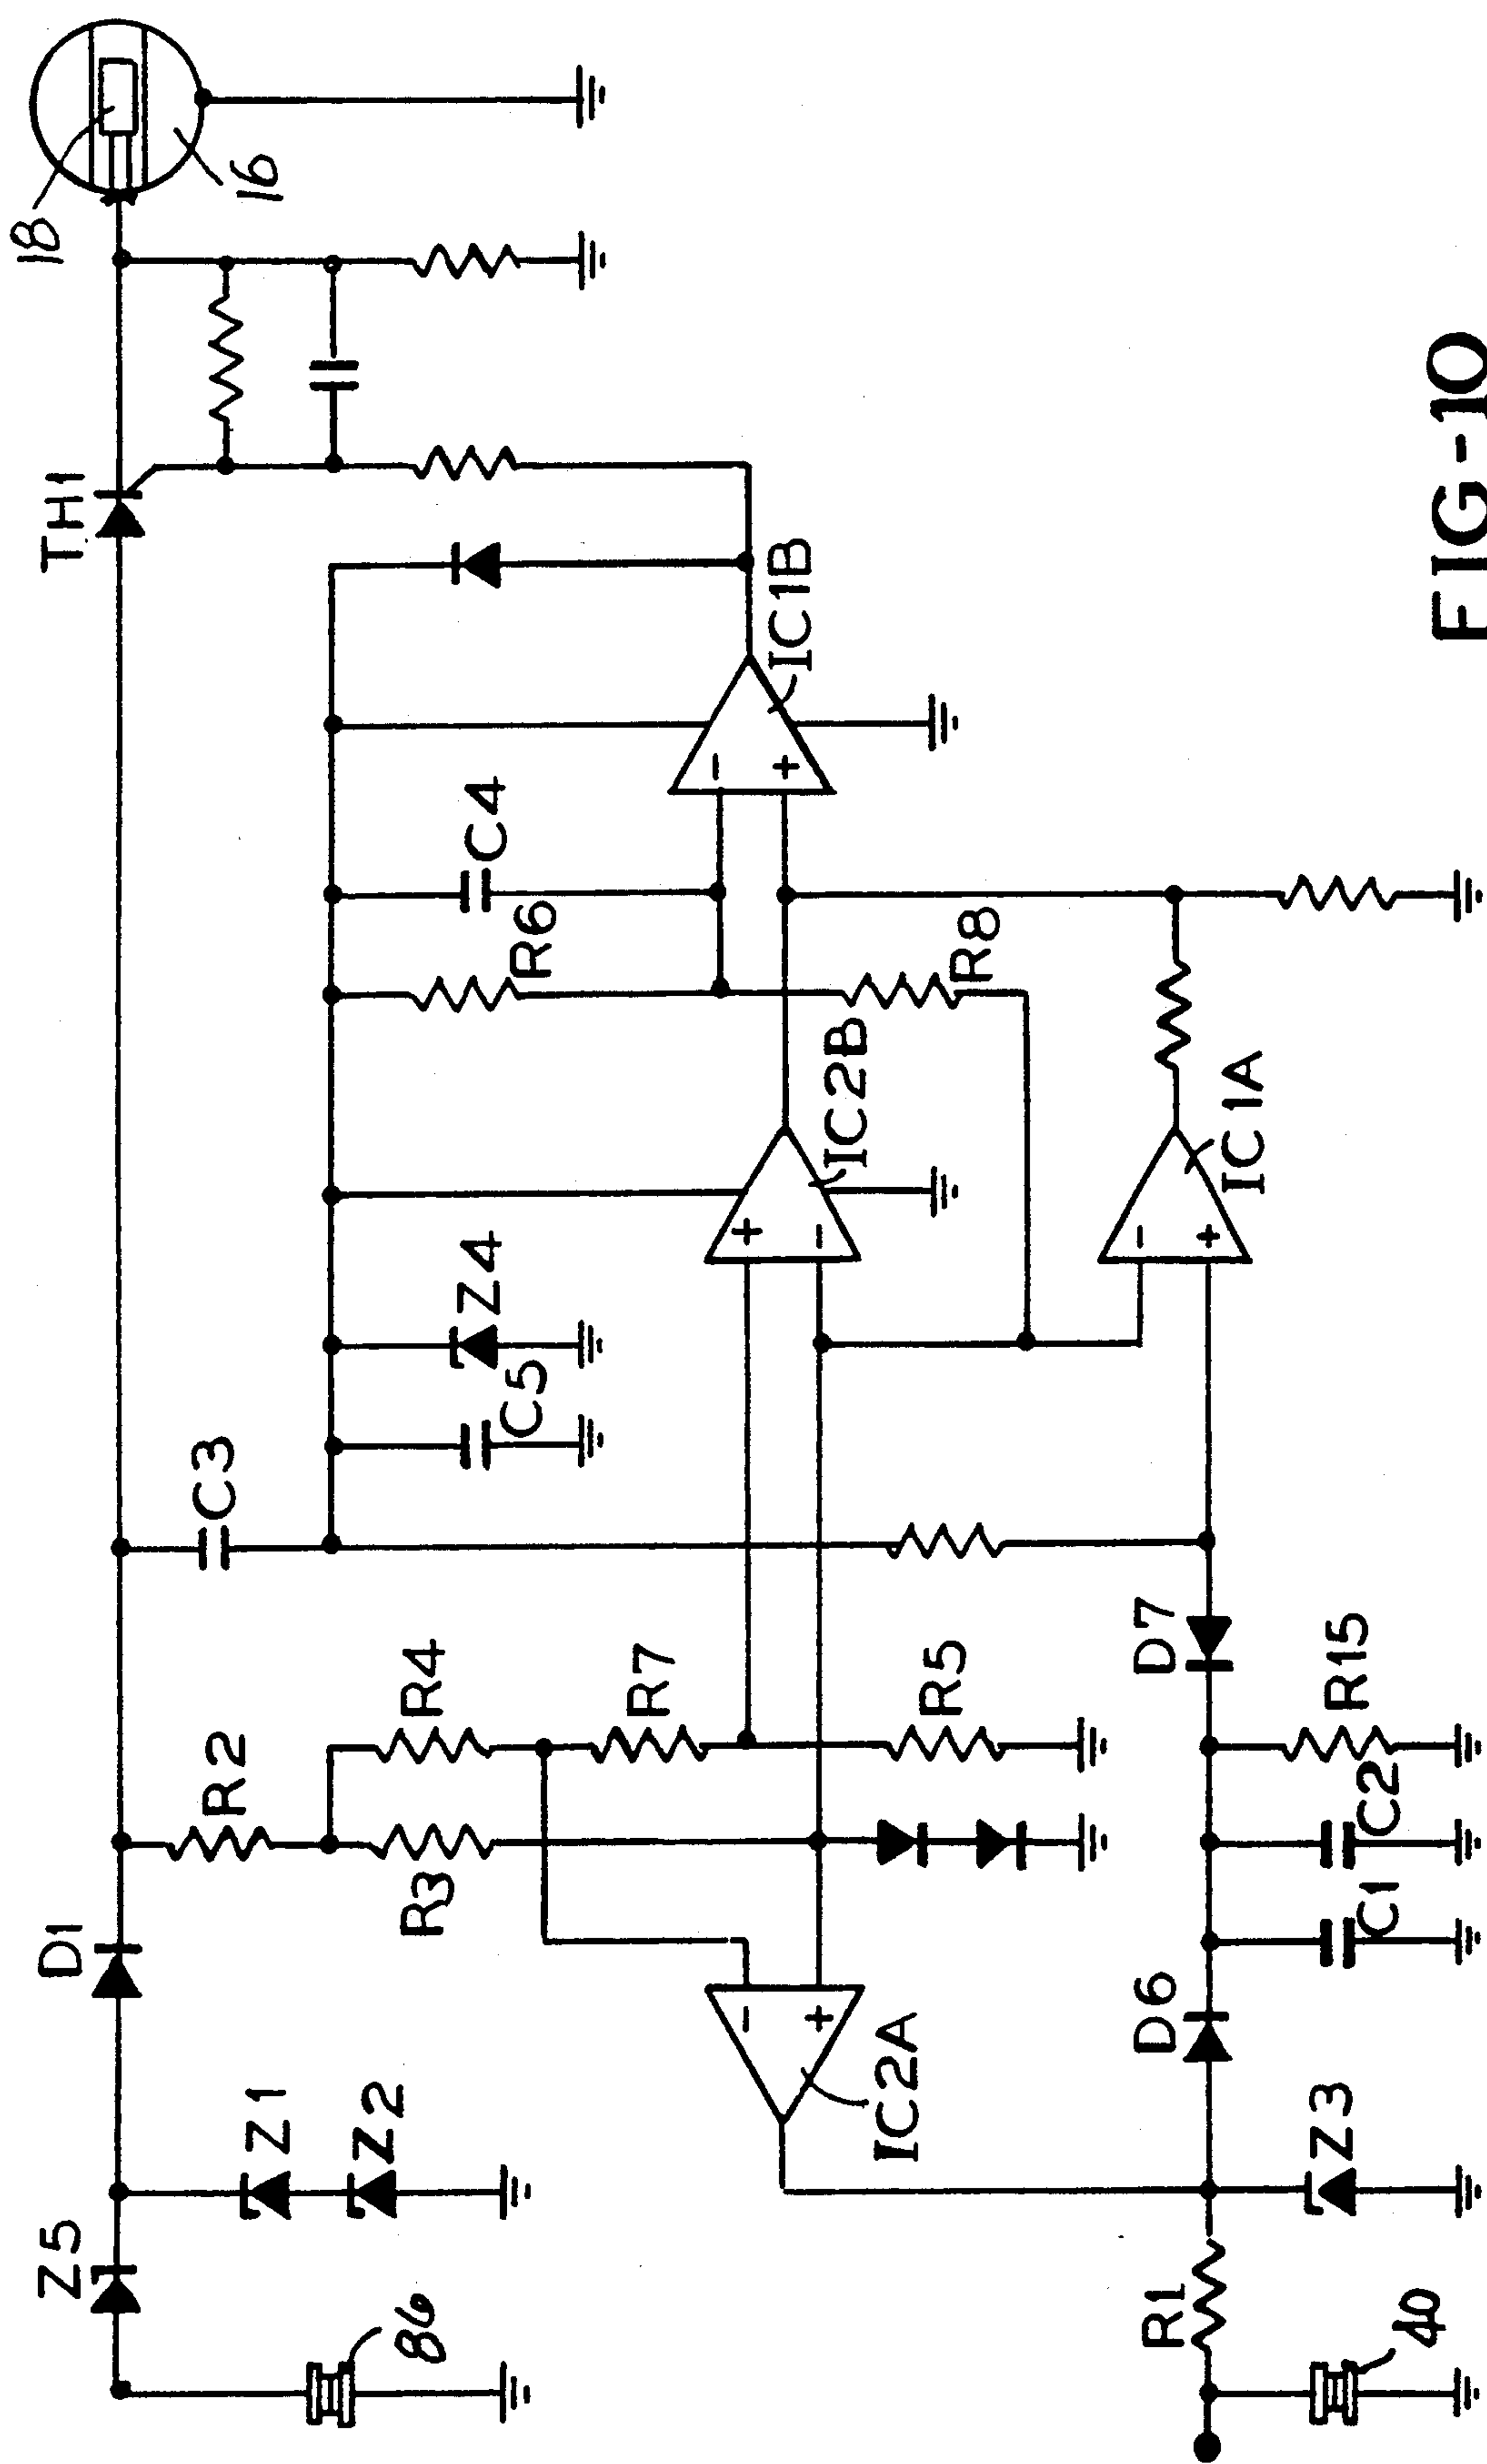 Z5
Z1
Z2
86
D1
R2
R3
R4
R7
R5
IC2A
C3
C5
Z4
IC2B
R6
C4
R8
IC1B
TH1
18
16
-
+
+
-
-
+
-
+
R1
40
Z3
D6
C1
C2
R15
D7
IC1A
FIG-10